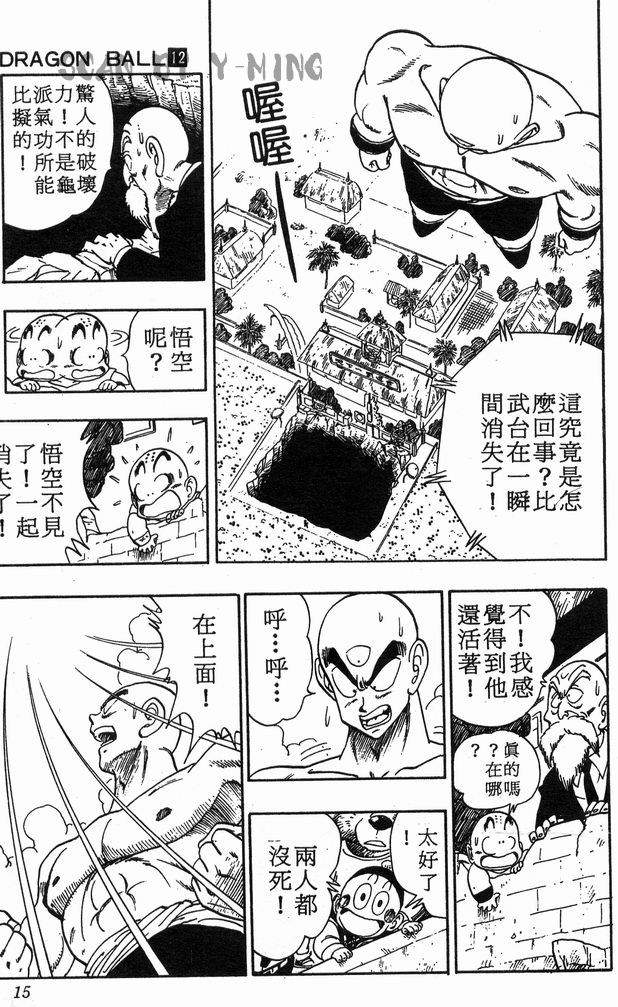 DRAGON BALL 12
SCAN BY Y-MING
喔
喔
這究竟是怎
麼回事？比
武台在一瞬
間消失了！
驚人的破壞
力！不是龜
派氣功所能
比擬的！
悟空
呢？
悟空不見
了！一起
消失了！
不！我感
覺得到他
還活著！
真的嗎
？？在哪
？
呼…
呼…
太好了
！
兩人都
沒死！
在上面！
15